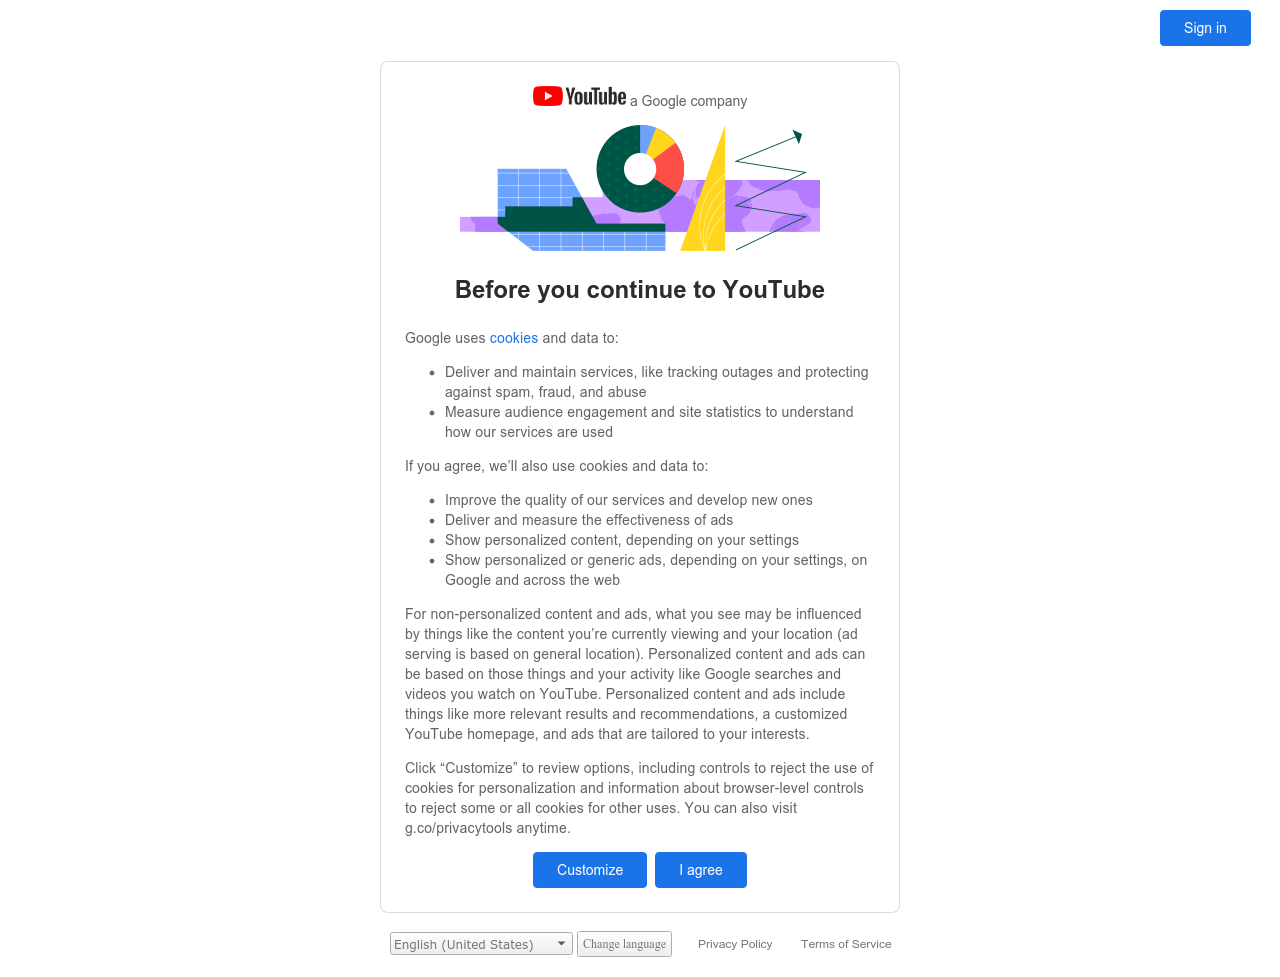 Sign in
YouTube a Google company
Before you continue to YouTube
Google uses cookies and data to:
Deliver and maintain services, like tracking outages and protecting
against spam, fraud, and abuse
Measure audience engagement and site statistics to understand
how our services are used
If you agree, we’ll also use cookies and data to:
Improve the quality of our services and develop new ones
Deliver and measure the effectiveness of ads
Show personalized content, depending on your settings
Show personalized or generic ads, depending on your settings, on
Google and across the web
For non-personalized content and ads, what you see may be influenced
by things like the content you’re currently viewing and your location (ad
serving is based on general location). Personalized content and ads can
be based on those things and your activity like Google searches and
videos you watch on YouTube. Personalized content and ads include
things like more relevant results and recommendations, a customized
YouTube homepage, and ads that are tailored to your interests.
Click “Customize” to review options, including controls to reject the use of
cookies for personalization and information about browser-level controls
to reject some or all cookies for other uses. You can also visit
g.co/privacytools anytime.
Customize I agree
English (United States) Change language Privacy Policy Terms of Service